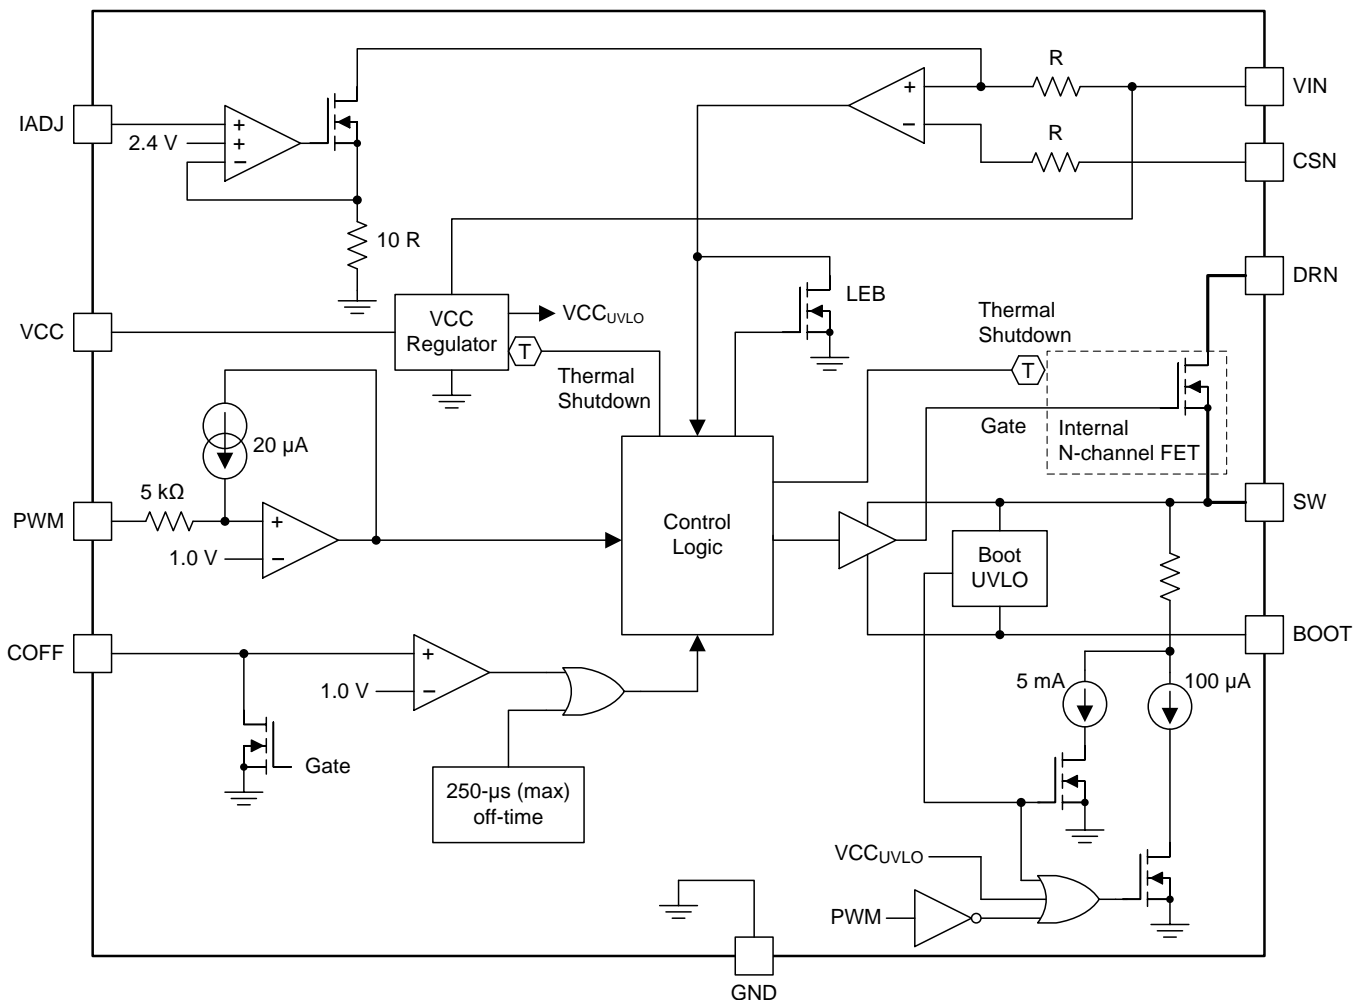 R
VIN
IADJ
+
+
+
−
2.4 V
−
R
CSN
10 R
DRN
LEB
VCC
VCC
Regulator
VCCUVLO
T
Thermal
Shutdown
Thermal
Shutdown
T
Gate
Internal
N-channel FET
20 µA
5 kΩ
PWM
+
1.0 V
−
Control
Logic
SW
Boot
UVLO
COFF
+
1.0 V
−
BOOT
5 mA
100 µA
Gate
250-µs (max)
off-time
VCCUVLO
PWM
GND